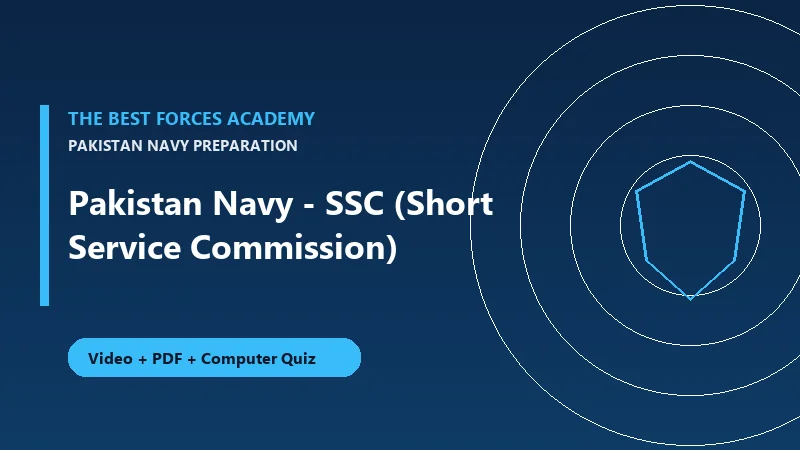 THE BEST FORCES ACADEMY
PAKISTAN NAVY PREPARATION
Pakistan Navy - SSC (Short
Service Commission)
Video + PDF + Computer Quiz